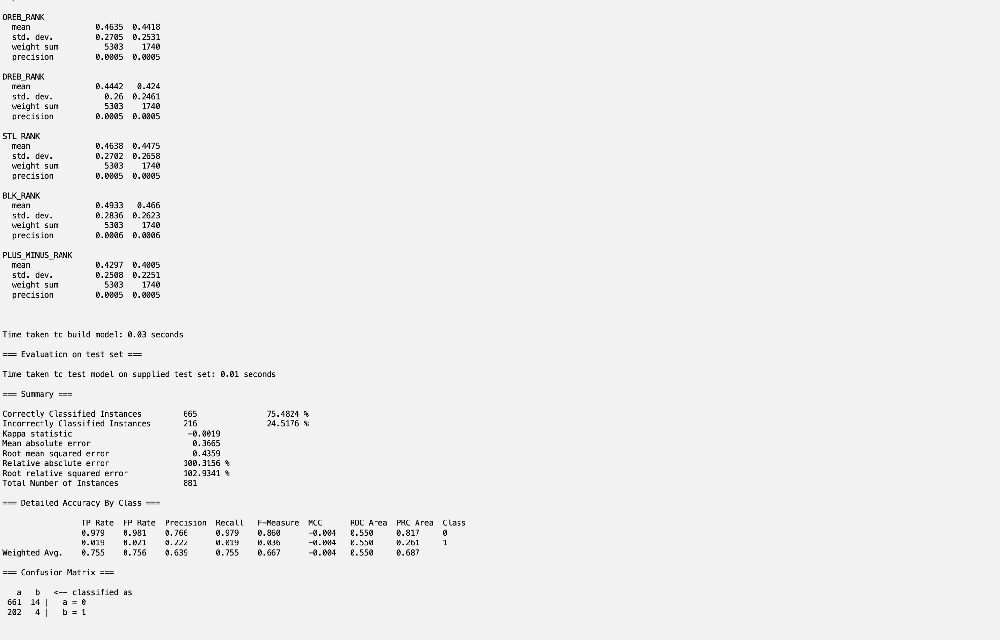 OREB_RANK
  mean              0.4635  0.4418
  std. dev.         0.2705  0.2531
  weight sum          5303    1740
  precision         0.0005  0.0005

DREB_RANK
  mean              0.4442   0.424
  std. dev.           0.26  0.2461
  weight sum          5303    1740
  precision         0.0005  0.0005

STL_RANK
  mean              0.4638  0.4475
  std. dev.         0.2702  0.2658
  weight sum          5303    1740
  precision         0.0005  0.0005

BLK_RANK
  mean              0.4933   0.466
  std. dev.         0.2836  0.2623
  weight sum          5303    1740
  precision         0.0006  0.0006

PLUS_MINUS_RANK
  mean              0.4297  0.4005
  std. dev.         0.2508  0.2251
  weight sum          5303    1740
  precision         0.0005  0.0005

Time taken to build model: 0.03 seconds

=== Evaluation on test set ===

Time taken to test model on supplied test set: 0.01 seconds

=== Summary ===

Correctly Classified Instances         665               75.4824 %
Incorrectly Classified Instances       216               24.5176 %
Kappa statistic                         -0.0019
Mean absolute error                      0.3665
Root mean squared error                  0.4359
Relative absolute error                100.3156 %
Root relative squared error            102.9341 %
Total Number of Instances              881

=== Detailed Accuracy By Class ===

                 TP Rate  FP Rate  Precision  Recall   F-Measure  MCC      ROC Area  PRC Area  Class
                 0.979    0.981    0.766      0.979    0.860      -0.004   0.550     0.817     0
                 0.019    0.021    0.222      0.019    0.036      -0.004   0.550     0.261     1
Weighted Avg.    0.755    0.756    0.639      0.755    0.667      -0.004   0.550     0.687

=== Confusion Matrix ===

   a   b   <-- classified as
 661  14 |   a = 0
 202   4 |   b = 1